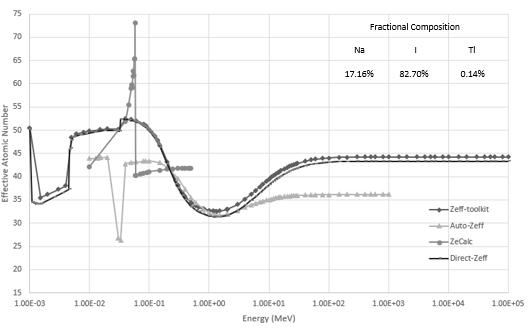 75
70
65
60
55
50
45
40
35
30
25
20
15
Effective Atomic Number
Fractional Composition
Na I Tl
17.16% 82.70% 0.14%
Zeff-toolkit
Auto-Zeff
ZeCalc
Direct-Zeff
1.00E-03 1.00E-02 1.00E-01 1.00E+00 1.00E+01 1.00E+02 1.00E+03 1.00E+04 1.00E+05
Energy (MeV)